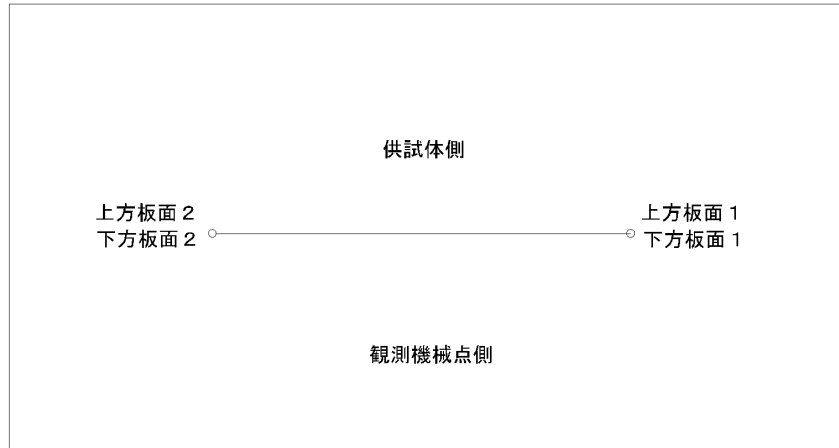 供試体側
上方板面２
下方板面２
上方板面１
下方板面１
観測機械点側